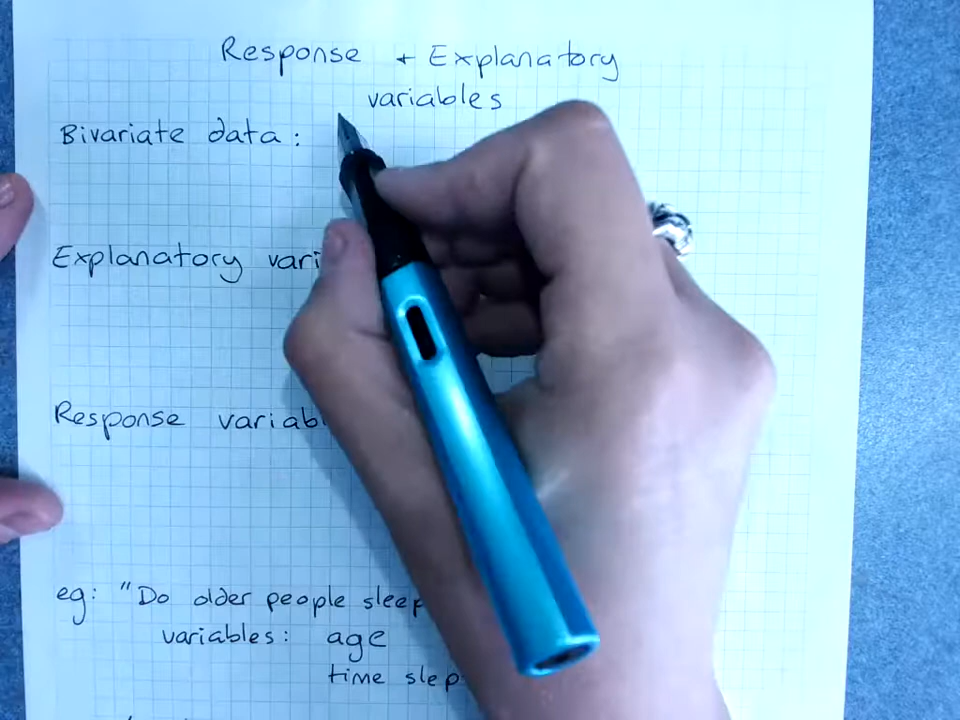 Response + Explanatory
variables
Bivariate data:
Explanatory vari
Response variab
eg: "Do older people sleep
variables: age
time slep